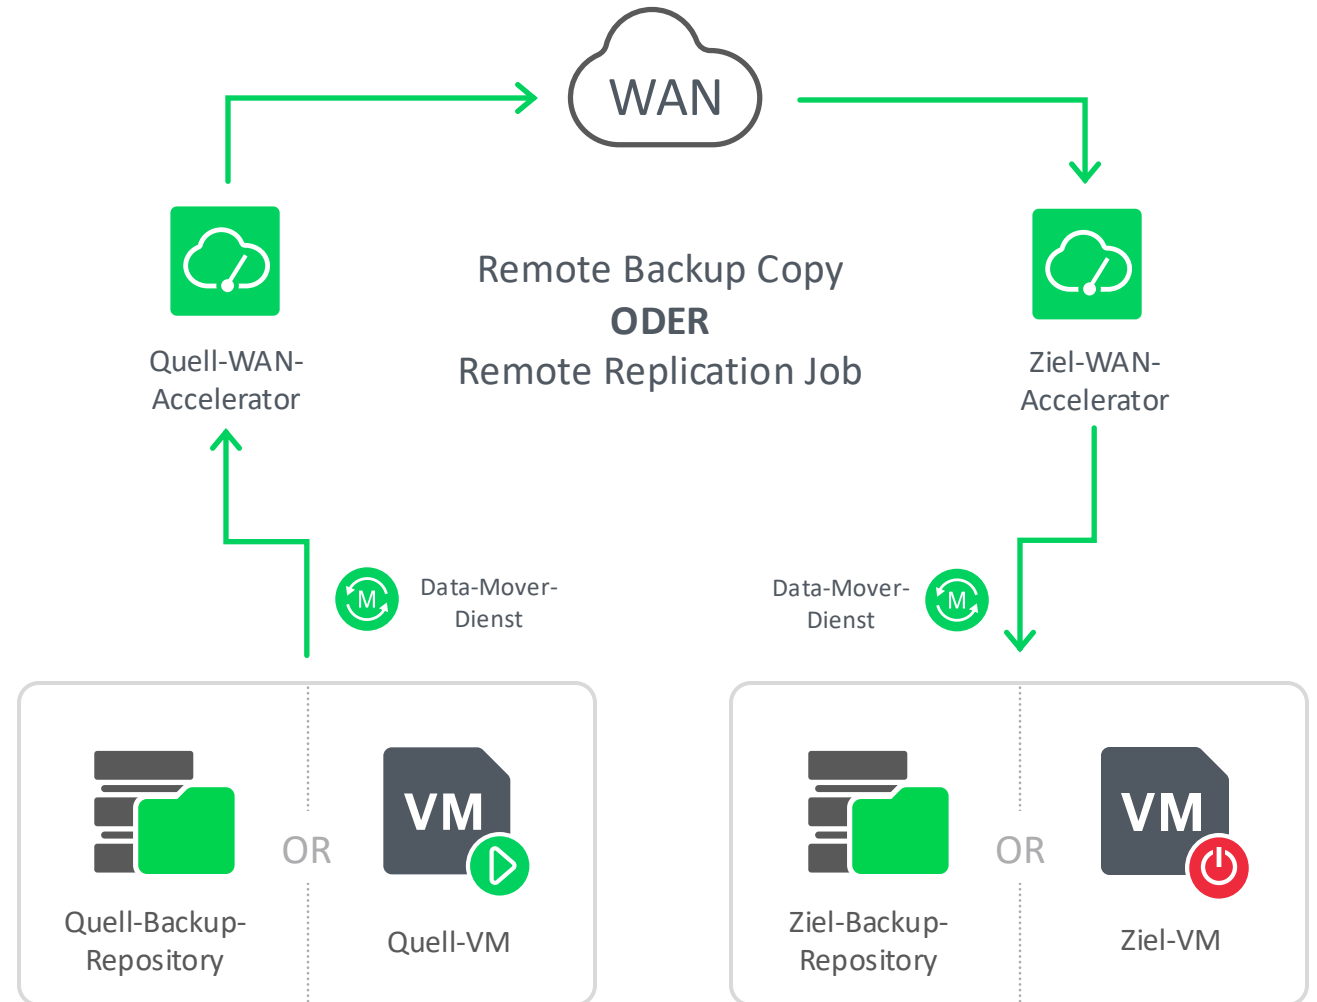 WAN
Remote Backup Copy
ODER
Remote Replication Job
Quell-WAN-
Accelerator
Ziel-WAN-
Accelerator
M
Data-Mover-
Dienst
Data-Mover-
Dienst
M
VM
OR
Quell-Backup-
Repository
Quell-VM
VM
OR
Ziel-Backup-
Repository
Ziel-VM